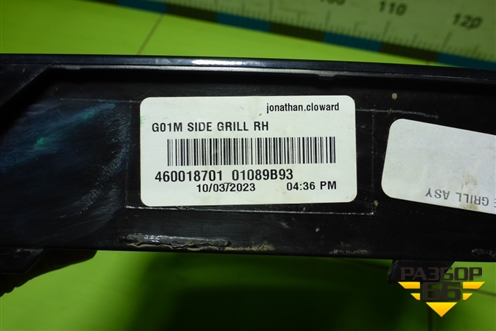 110
120
jonathan.cloward
G01M SIDE GRILL RH
460018701 01089B93
10/03/2023 04:36 PM
GRILL ASY
РАЗБОР
66